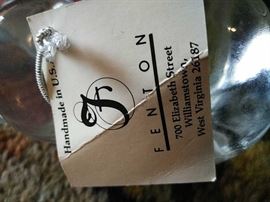 Handmade in U.S.
F
FENTON
700 Elizabeth Street
Williamstown,
West Virginia 26187